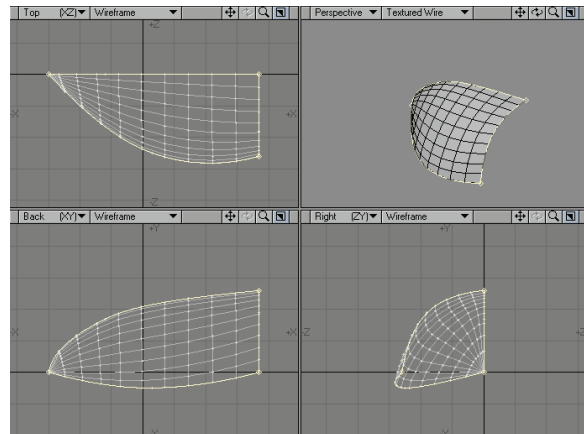 Top (XZ) Wireframe
Perspective Textured Wire
+Z
-X +X
-Z
Back (XY) Wireframe
Right (ZY) Wireframe
+Y +Y
-X +X -Z
-Y -Y